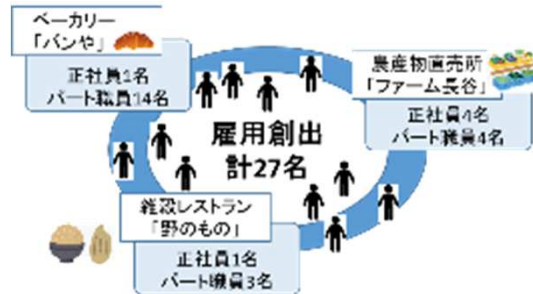 ベーカリー
「パンや」
正社員1名
パート職員14名
農産物直売所
「ファーム長谷」
正社員4名
パート職員4名
雇用創出
計27名
雑穀レストラン
「野のもの」
正社員1名
パート職員3名